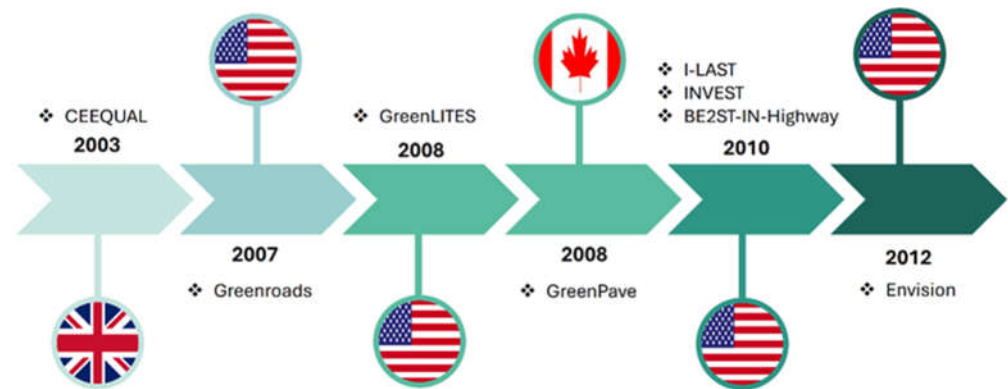 ❖ CEEQUAL
2003
2007
❖ Greenroads
❖ GreenLITES
2008
2008
❖ GreenPave
❖ I-LAST
❖ INVEST
❖ BE2ST-IN-Highway
2010
2012
❖ Envision